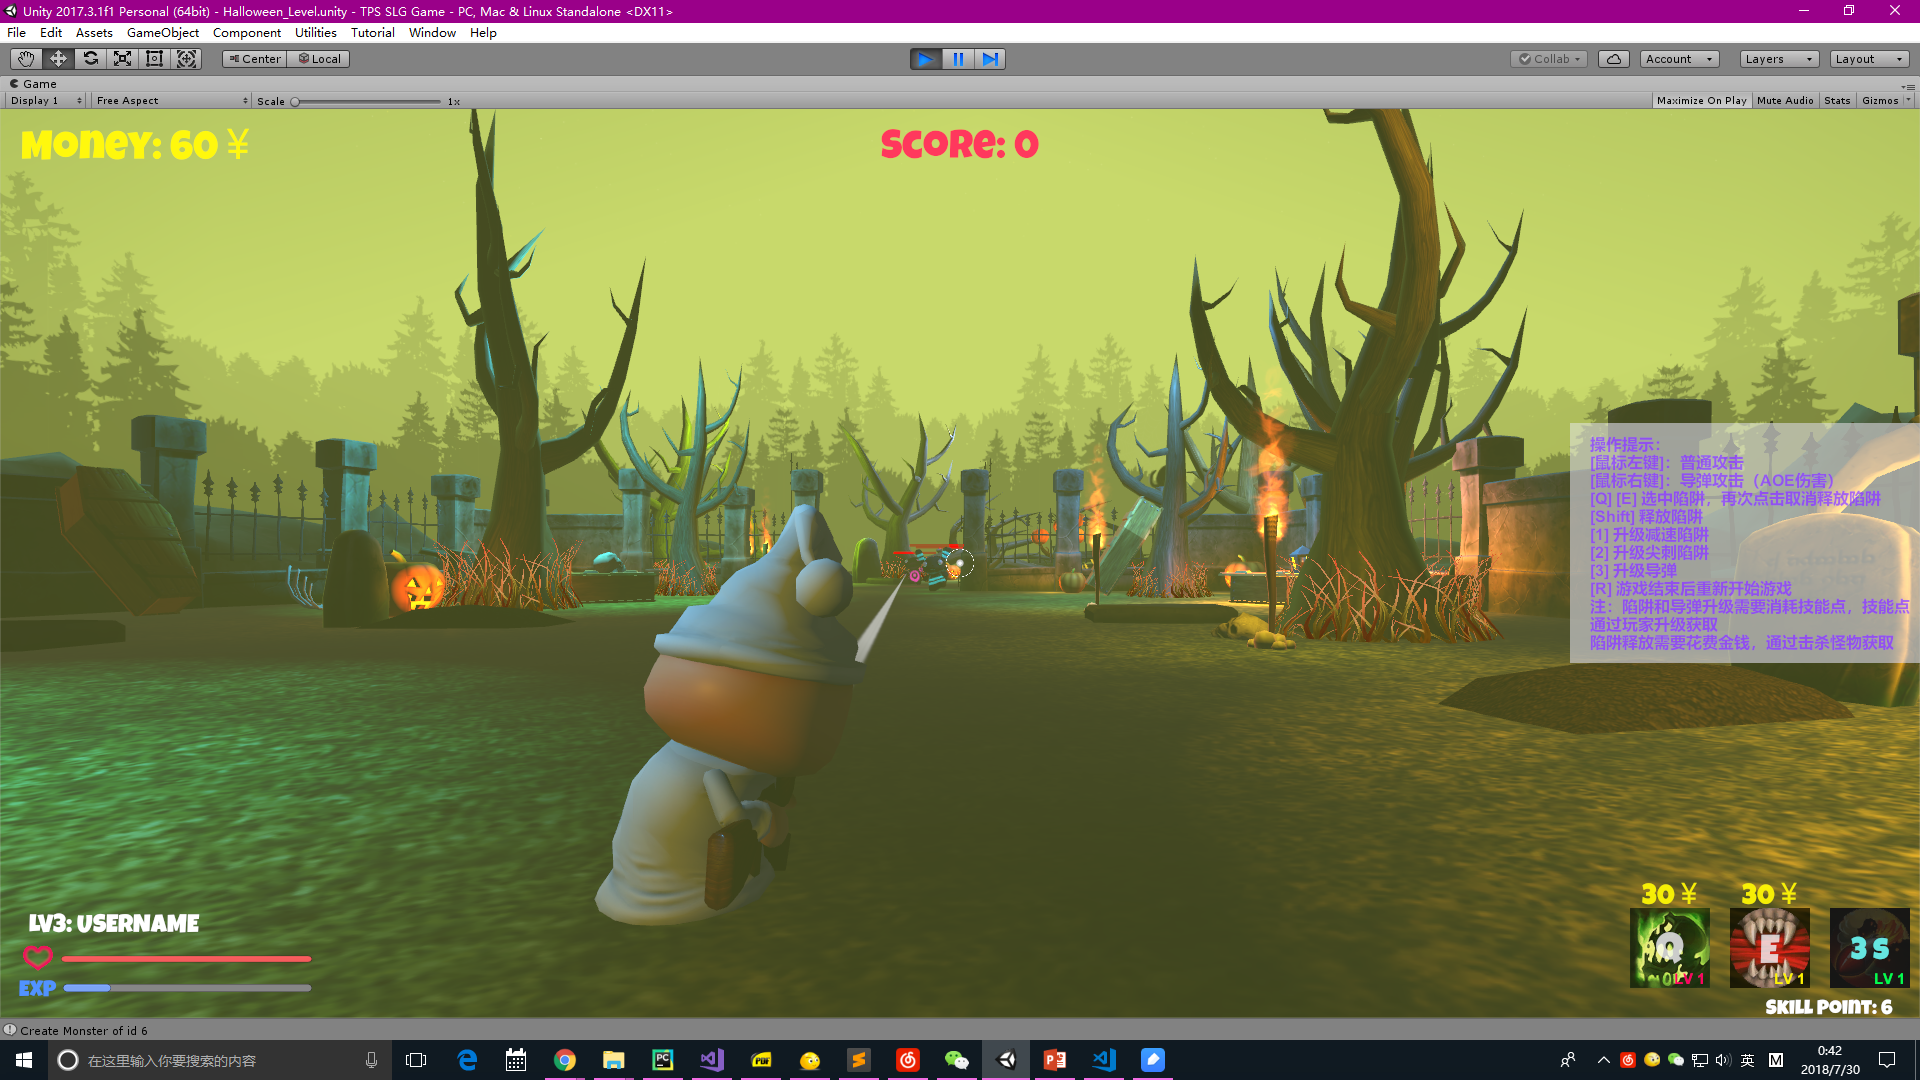 Unity 2017.3.1f1 Personal (64bit) - Halloween_Level.unity - TPS SLG Game - PC, Mac & Linux Standalone <DX11>
File Edit Assets GameObject Component Utilities Tutorial Window Help
Center Local Collab Account Layers Layout
Game
Display 1 Free Aspect Scale 1x Maximize On Play Mute Audio Stats Gizmos
Money: 60 ¥
SCORE: 0
操作提示:
[鼠标左键]：普通攻击
[鼠标右键]：导弹攻击（AOE伤害）
[Q] [E] 选中陷阱，再次点击取消释放陷阱
[Shift] 释放陷阱
[1] 升级减速陷阱
[2] 升级尖刺陷阱
[3] 升级导弹
[R] 游戏结束后重新开始游戏
注：陷阱和导弹升级需要消耗技能点，技能点
通过玩家升级获取
陷阱释放需要花费金钱，通过击杀怪物获取
30 ¥ 30 ¥
LV3: USERNAME
Q E 3 S
LV 1 LV 1 LV 1
EXP
SKILL POINT: 6
Create Monster of id 6
在这里输入你要搜索的内容
英
0:42
2018/7/30